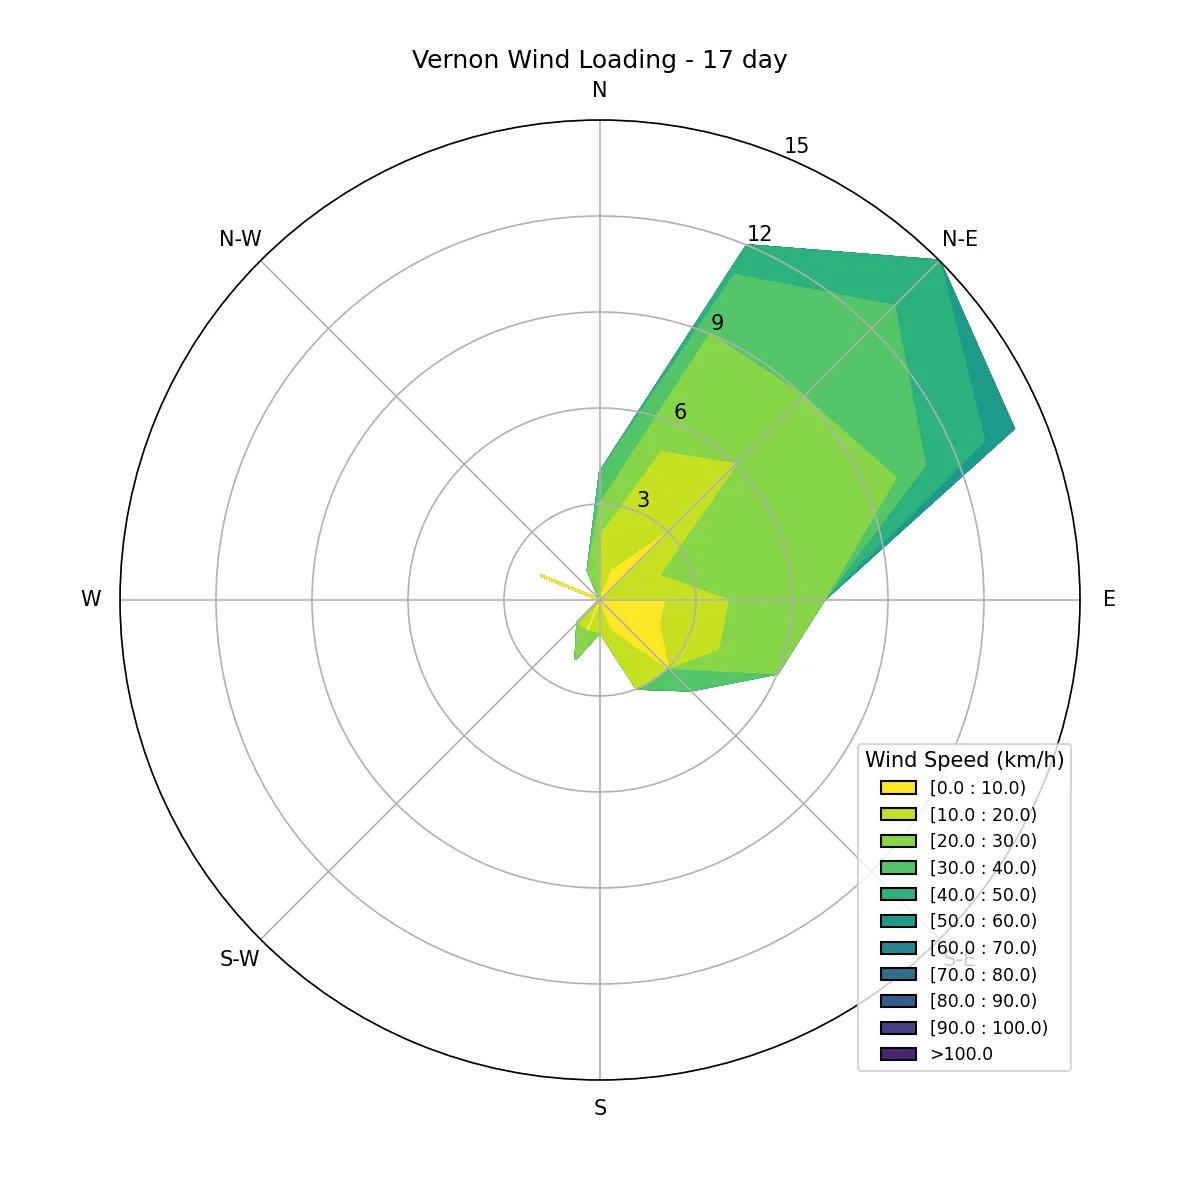 Vernon Wind Loading - 17 day
N
15
12
N-W
N-E
9
6
3
W
E
Wind Speed (km/h)
[0.0 : 10.0)
[10.0 : 20.0)
[20.0 : 30.0)
[30.0 : 40.0)
[40.0 : 50.0)
[50.0 : 60.0)
[60.0 : 70.0)
[70.0 : 80.0)
[80.0 : 90.0)
[90.0 : 100.0)
>100.0
S-W
S-E
S